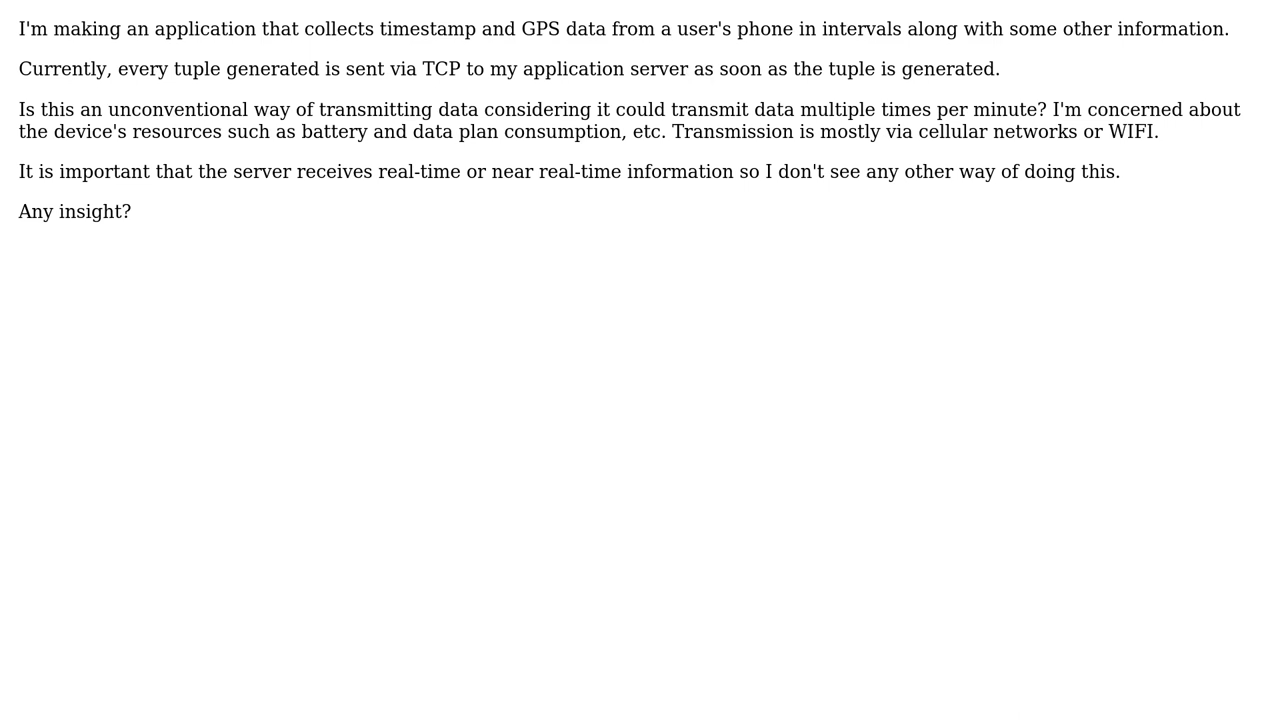 I'm making an application that collects timestamp and GPS data from a user's phone in intervals along with some other information.
Currently, every tuple generated is sent via TCP to my application server as soon as the tuple is generated.
Is this an unconventional way of transmitting data considering it could transmit data multiple times per minute? I'm concerned about
the device's resources such as battery and data plan consumption, etc. Transmission is mostly via cellular networks or WIFI.
It is important that the server receives real-time or near real-time information so I don't see any other way of doing this.
Any insight?